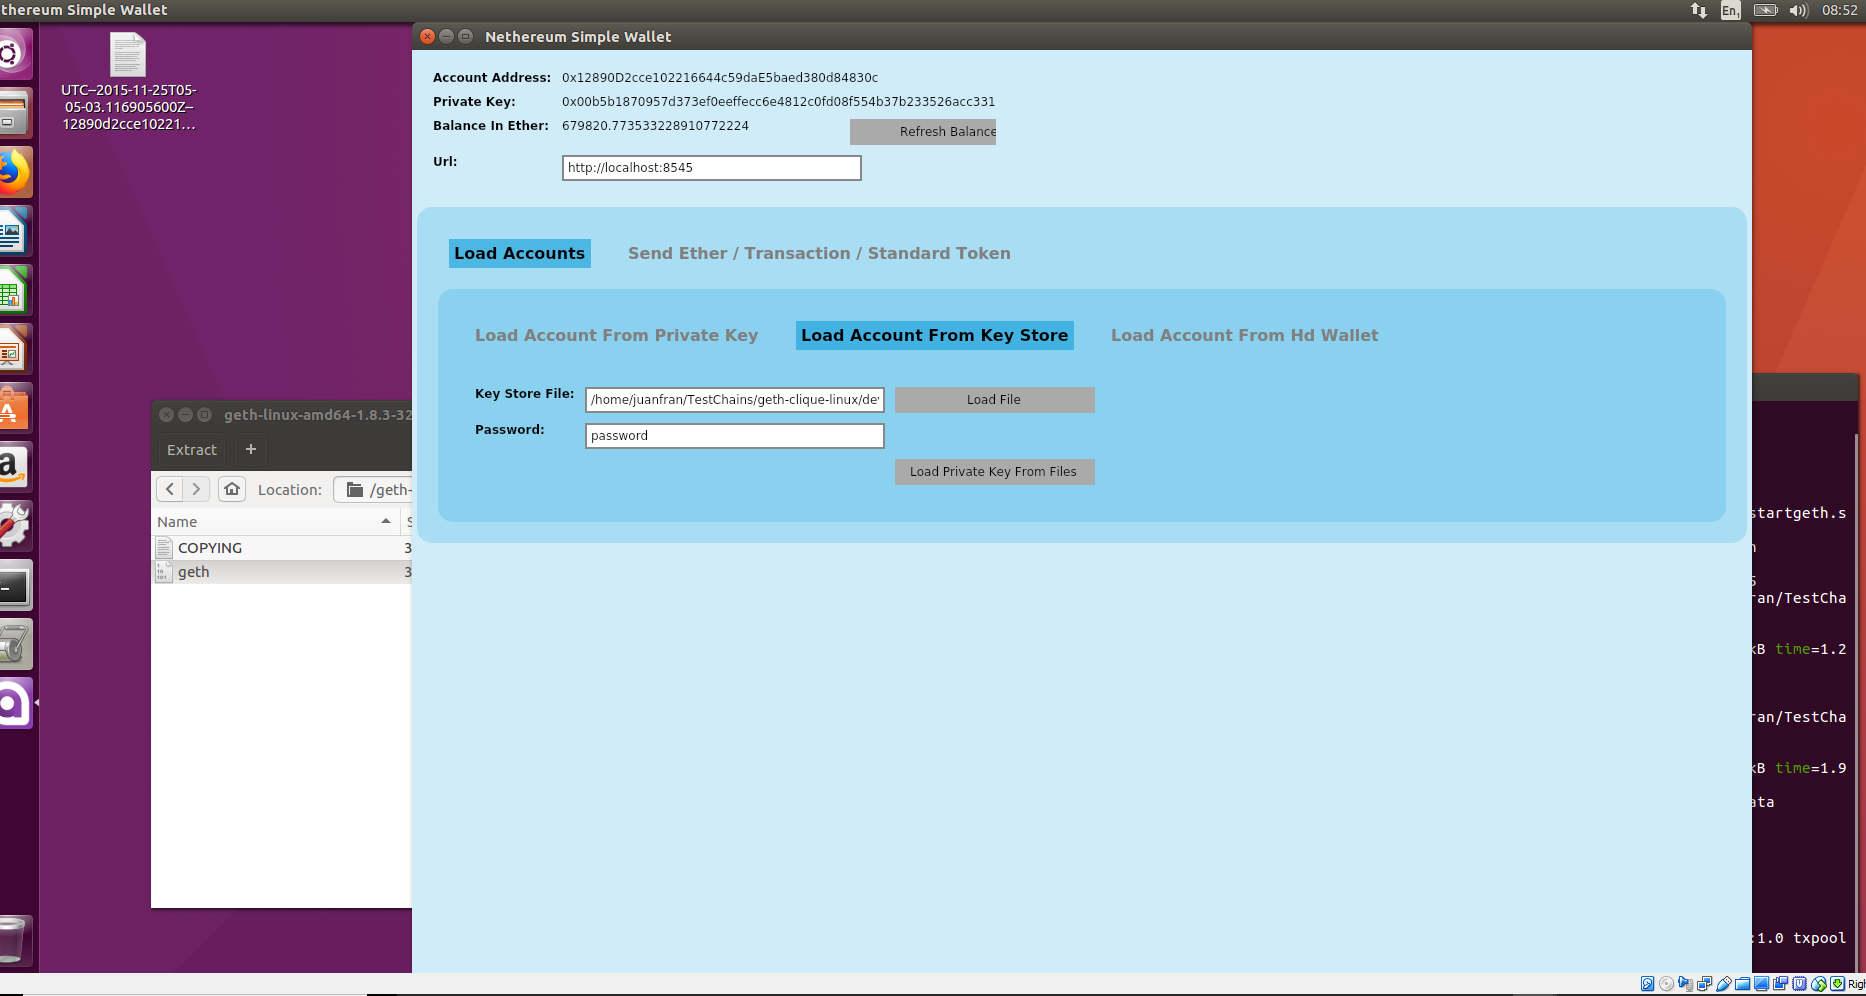 thereum Simple Wallet
En1
08:52
UTC--2015-11-25T05-
05-03.116905600Z--
12890d2cce10221...
Nethereum Simple Wallet
Account Address: 0x12890D2cce102216644c59daE5baed380d84830c
Private Key: 0x00b5b1870957d373ef0eeffecc6e4812c0fd08f554b37b233526acc331
Balance In Ether: 679820.773533228910772224
Refresh Balance
Url: http://localhost:8545
Load Accounts
Send Ether / Transaction / Standard Token
Load Account From Private Key
Load Account From Key Store
Load Account From Hd Wallet
Key Store File: /home/juanfran/TestChains/geth-clique-linux/de
Load File
Password: password
Load Private Key From Files
geth-linux-amd64-1.8.3-32
Extract +
Location: /geth-
Name
COPYING 3
geth 3
startgeth.s
ran/TestCha
kB time=1.2
ran/TestCha
kB time=1.9
ata
:1.0 txpool
Righ